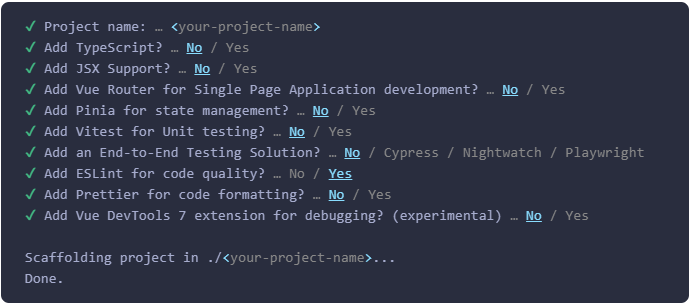 ✔ Project name: … <your-project-name>
✔ Add TypeScript? … No / Yes
✔ Add JSX Support? … No / Yes
✔ Add Vue Router for Single Page Application development? … No / Yes
✔ Add Pinia for state management? … No / Yes
✔ Add Vitest for Unit testing? … No / Yes
✔ Add an End-to-End Testing Solution? … No / Cypress / Nightwatch / Playwright
✔ Add ESLint for code quality? … No / Yes
✔ Add Prettier for code formatting? … No / Yes
✔ Add Vue DevTools 7 extension for debugging? (experimental) … No / Yes

Scaffolding project in ./<your-project-name>...
Done.